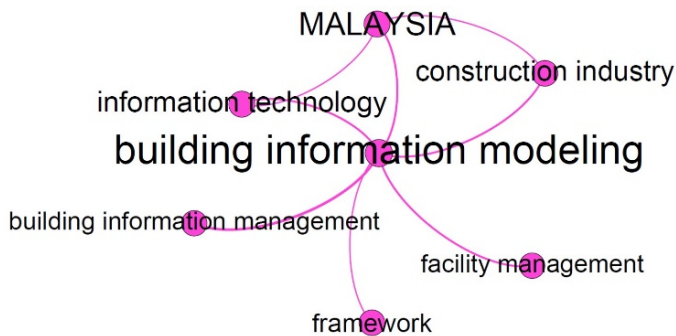 MALAYSIA
construction industry
information technology
building information modeling
building information management
facility management
framework